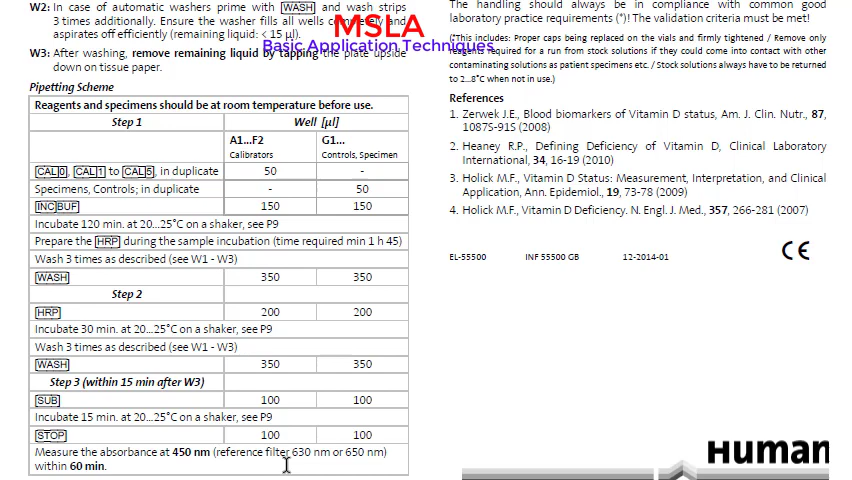 W2: In case of automatic washers prime with WASH and wash strips
3 times additionally. Ensure the washer fills all wells completely and
aspirates off efficiently (remaining liquid: < 15 µl).
W3: After washing, remove remaining liquid by tapping the plate upside
down on tissue paper.
MSLA
Basic Application Techniques
Pipetting Scheme
Reagents and specimens should be at room temperature before use.
Step 1 Well [µl]
A1...F2 G1...
Calibrators Controls, Specimen
CAL|0, CAL|1 to CAL|5, in duplicate 50 -
Specimens, Controls; in duplicate - 50
INC|BUF 150 150
Incubate 120 min. at 20...25°C on a shaker, see P9
Prepare the HRP during the sample incubation (time required min 1 h 45)
Wash 3 times as described (see W1 - W3)
WASH 350 350
Step 2
HRP 200 200
Incubate 30 min. at 20...25°C on a shaker, see P9
Wash 3 times as described (see W1 - W3)
WASH 350 350
Step 3 (within 15 min after W3)
SUB 100 100
Incubate 15 min. at 20...25°C on a shaker, see P9
STOP 100 100
Measure the absorbance at 450 nm (reference filter 630 nm or 650 nm)
within 60 min.
The handling should always be in compliance with common good
laboratory practice requirements (*)! The validation criteria must be met!
(*This includes: Proper caps being replaced on the vials and firmly tightened / Remove only
reagents required for a run from stock solutions if they could come into contact with other
contaminating solutions as patient specimens etc. / Stock solutions always have to be returned
to 2...8°C when not in use.)
References
1. Zerwek J.E., Blood biomarkers of Vitamin D status, Am. J. Clin. Nutr., 87,
1087S-91S (2008)
2. Heaney R.P., Defining Deficiency of Vitamin D, Clinical Laboratory
International, 34, 16-19 (2010)
3. Holick M.F., Vitamin D Status: Measurement, Interpretation, and Clinical
Application, Ann. Epidemiol., 19, 73-78 (2009)
4. Holick M.F., Vitamin D Deficiency. N. Engl. J. Med., 357, 266-281 (2007)
EL-55500 INF 55500 GB 12-2014-01 CE
Human